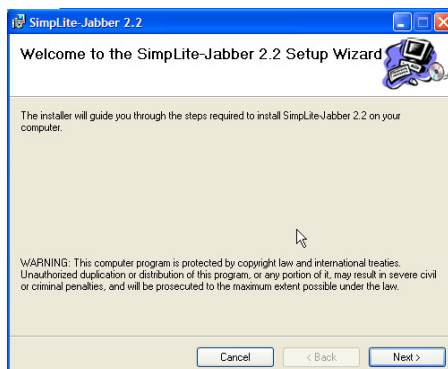 SimpLite-Jabber 2.2
Welcome to the SimpLite-Jabber 2.2 Setup Wizard
The installer will guide you through the steps required to install SimpLite-Jabber 2.2 on your
computer.
WARNING: This computer program is protected by copyright law and international treaties.
Unauthorized duplication or distribution of this program, or any portion of it, may result in severe civil
or criminal penalties, and will be prosecuted to the maximum extent possible under the law.
Cancel
< Back
Next >